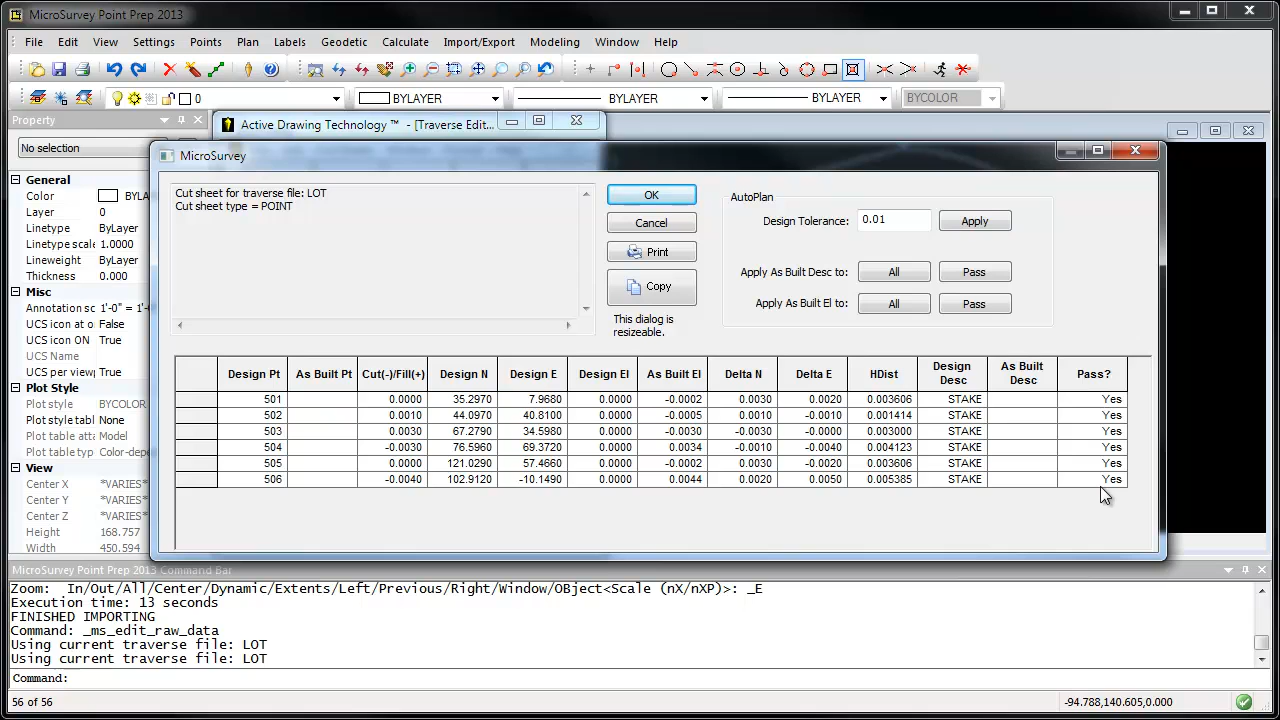 MicroSurvey Point Prep 2013
File Edit View Settings Points Plan Labels Geodetic Calculate Import/Export Modeling Window Help
0 BYLAYER BYLAYER BYLAYER BYCOLOR
Property
No selection
General
Color BYLA
Layer 0
Linetype ByLayer
Linetype scale 1.0000
Lineweight ByLayer
Thickness 0.000
Misc
Annotation s 1'-0" = 1'-
UCS icon at o False
UCS icon ON True
UCS Name
UCS per view True
Plot Style
Plot style BYCOLOR
Plot style table None
Plot table atta Model
Plot table type Color-depe
View
Center X *VARIES*
Center Y *VARIES*
Center Z *VARIES*
Height 168.757
Width 450.594
Active Drawing Technology ™ - [Traverse Edit...
MicroSurvey
Cut sheet for traverse file: LOT
Cut sheet type = POINT
OK
Cancel
Print
Copy
This dialog is
resizeable.
AutoPlan
Design Tolerance: 0.01 Apply
Apply As Built Desc to: All Pass
Apply As Built El to: All Pass
Design Pt As Built Pt Cut(-)/Fill(+) Design N Design E Design El As Built El Delta N Delta E HDist Design Desc As Built Desc Pass?
501 0.0000 35.2970 7.9680 0.0000 -0.0002 0.0030 0.0020 0.003606 STAKE Yes
502 0.0010 44.0970 40.8100 0.0000 -0.0005 0.0010 -0.0010 0.001414 STAKE Yes
503 0.0030 67.2790 34.5980 0.0000 -0.0030 -0.0030 -0.0000 0.003000 STAKE Yes
504 -0.0030 76.5960 69.3720 0.0000 0.0034 -0.0010 -0.0040 0.004123 STAKE Yes
505 0.0000 121.0290 57.4660 0.0000 -0.0002 0.0030 -0.0020 0.003606 STAKE Yes
506 -0.0040 102.9120 -10.1490 0.0000 0.0044 0.0020 0.0050 0.005385 STAKE Yes
MicroSurvey Point Prep 2013 Command Bar
Zoom: In/Out/All/Center/Dynamic/Extents/Left/Previous/Right/Window/OBject<Scale (nX/nXP)>: _E
Execution time: 13 seconds
FINISHED IMPORTING
Command: _ms_edit_raw_data
Using current traverse file: LOT
Using current traverse file: LOT
Command:
56 of 56
-94.788,140.605,0.000